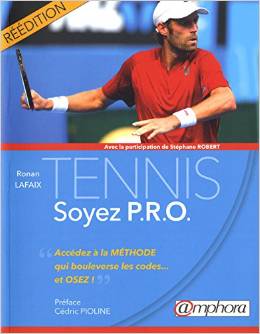 RÉÉDITION
Avec la participation de Stéphane ROBERT
Ronan
LAFAIX
TENNIS
Soyez P.R.O.
“ Accédez à la MÉTHODE
qui bouleverse les codes...
et OSEZ ! ”
Préface
Cédric PIOLINE
@mphora